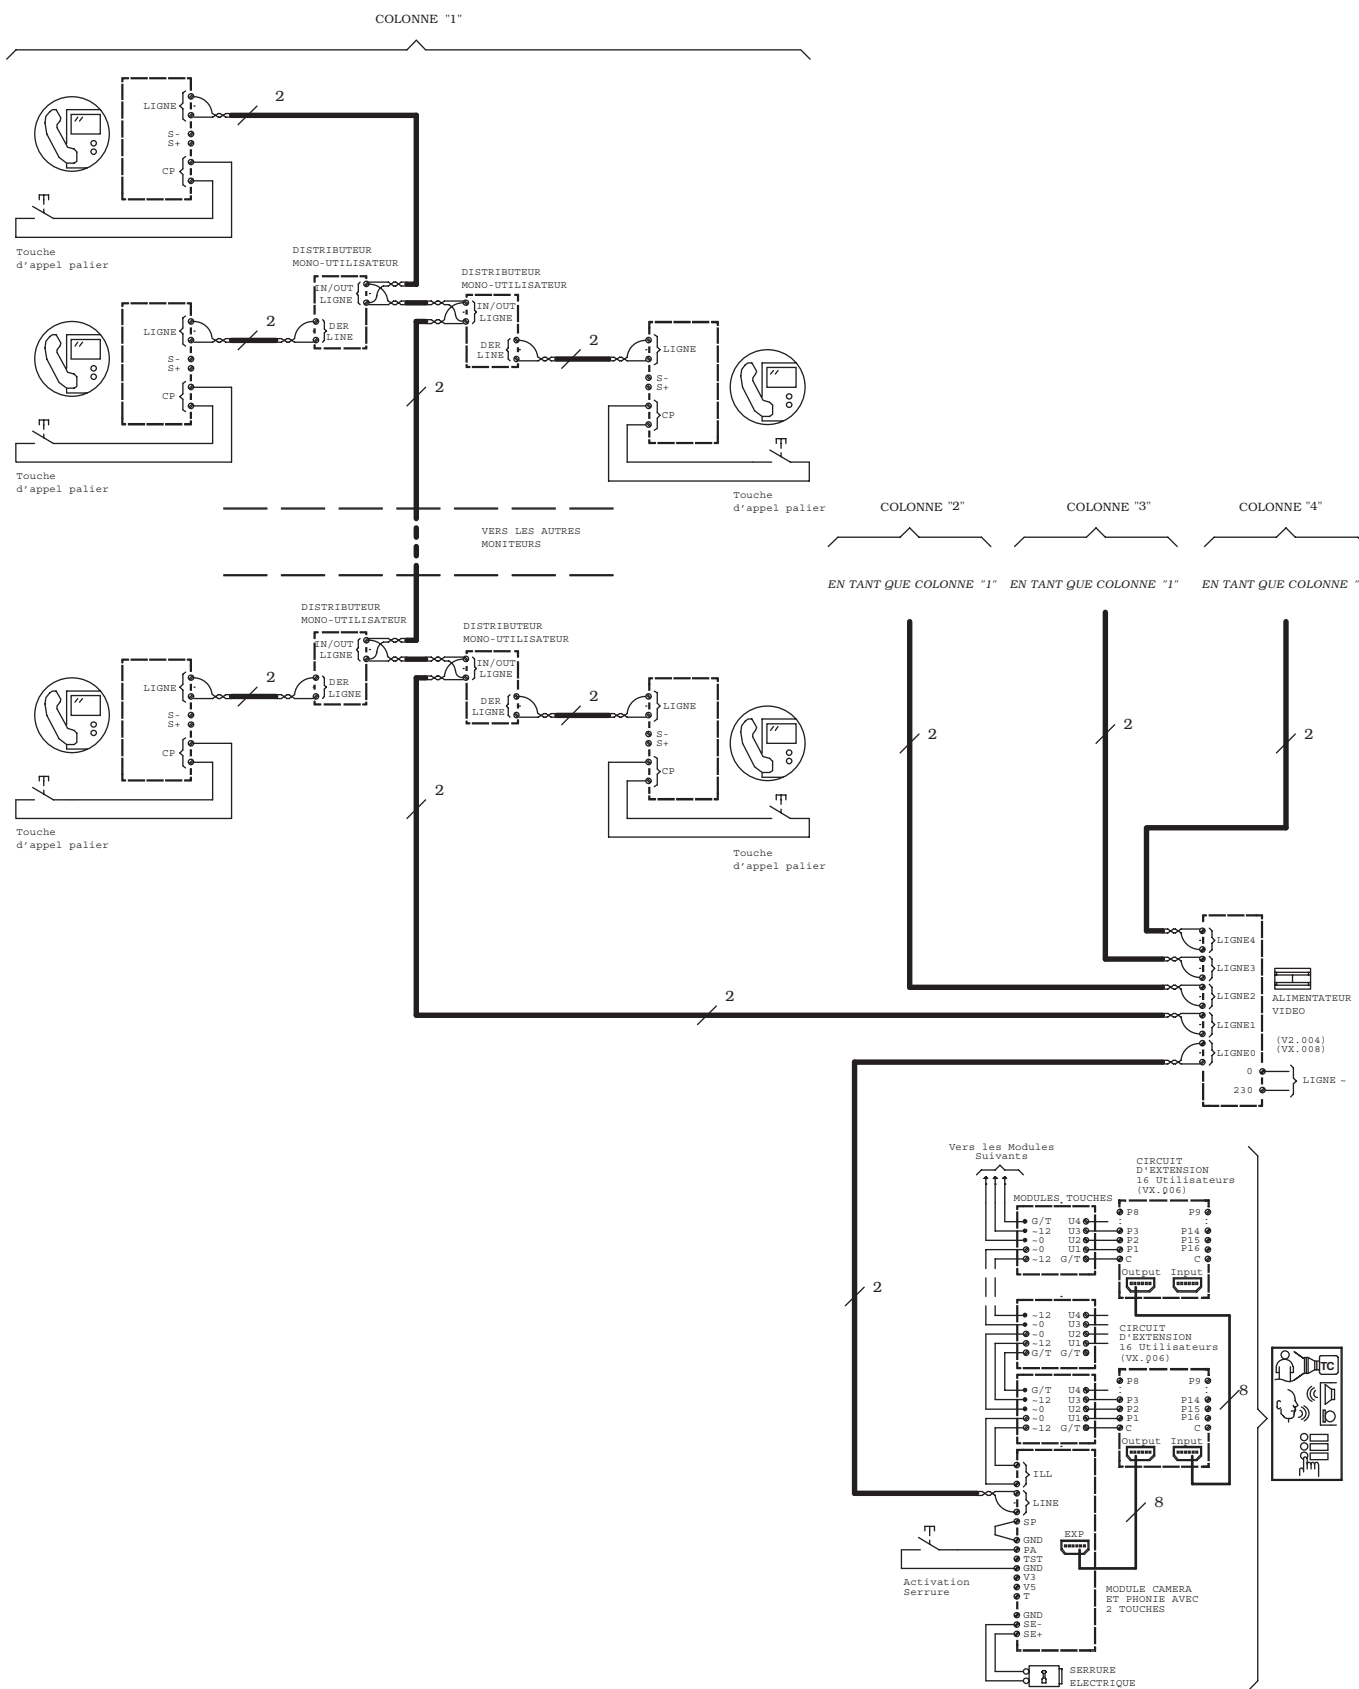 COLONNE "1"
2
LIGNE
S-
S+
CP
Touche
d'appel palier
DISTRIBUTEUR
MONO-UTILISATEUR
IN/OUT
LIGNE
DER
LINE
DISTRIBUTEUR
MONO-UTILISATEUR
IN/OUT
LIGNE
DER
LINE
2
LIGNE
S-
S+
CP
Touche
d'appel palier
2
LIGNE
S-
S+
CP
Touche
d'appel palier
2
VERS LES AUTRES
MONITEURS
COLONNE "2"
COLONNE "3"
COLONNE "4"
EN TANT QUE COLONNE "1"
EN TANT QUE COLONNE "1"
EN TANT QUE COLONNE "
DISTRIBUTEUR
MONO-UTILISATEUR
IN/OUT
LIGNE
DER
LIGNE
DISTRIBUTEUR
MONO-UTILISATEUR
IN/OUT
LIGNE
DER
LIGNE
2
LIGNE
S-
S+
CP
Touche
d'appel palier
2
LIGNE
S-
S+
CP
Touche
d'appel palier
2
2
2
2
2
LIGNE4
LIGNE3
LIGNE2
LIGNE1
LIGNE0
0
230
LIGNE ~
ALIMENTATEUR
VIDEO
(V2.004)
(VX.008)
2
Vers les Modules
Suivants
MODULES TOUCHES
G/T U4
~12 U3
~0 U2
~0 U1
~12 G/T
CIRCUIT
D'EXTENSION
16 Utilisateurs
(VX.006)
P8 P9
P3 P14
P2 P15
P1 P16
C C
Output Input
~12 U4
~0 U3
~0 U2
~12 U1
G/T G/T
CIRCUIT
D'EXTENSION
16 Utilisateurs
(VX.006)
G/T U4
~12 U3
~0 U2
~0 U1
~12 G/T
P8 P9
P3 P14
P2 P15
P1 P16
C C
Output Input
8
TC
ILL
LINE
SP
GND
PA
TST
GND
V3
V5
T
GND
SE-
SE+
EXP
8
Activation
Serrure
MODULE CAMERA
ET PHONIE AVEC
2 TOUCHES
SERRURE
ELECTRIQUE